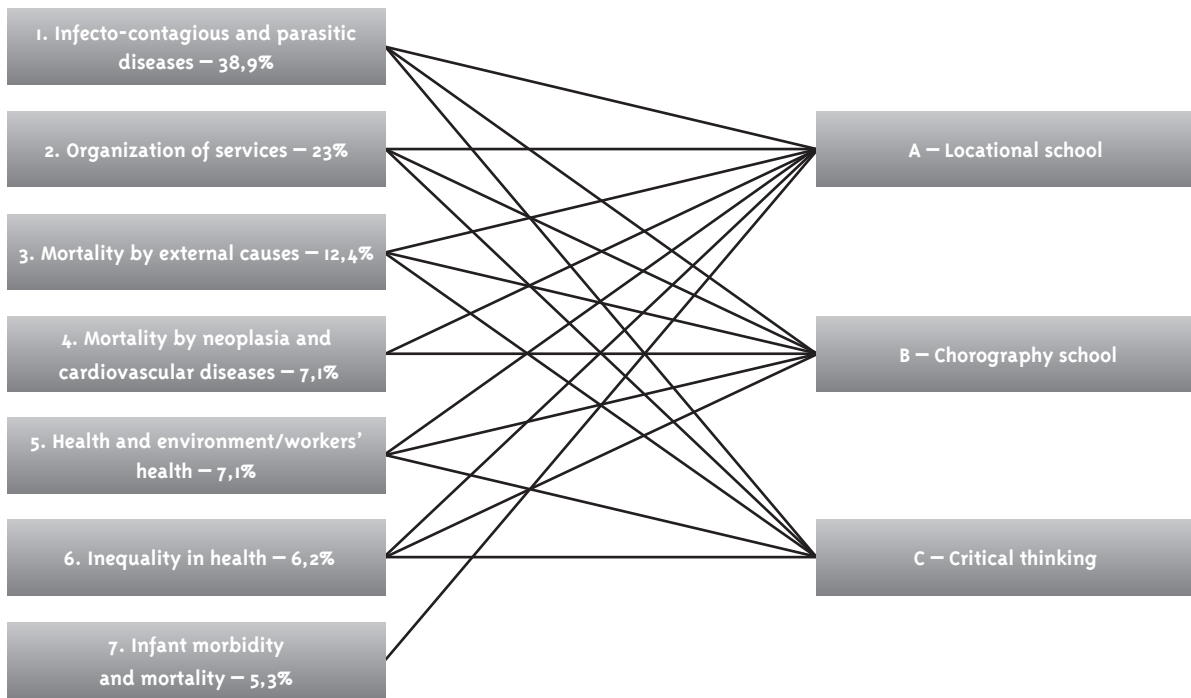 1. Infecto-contagious and parasitic
diseases – 38,9%
2. Organization of services – 23%
3. Mortality by external causes – 12,4%
4. Mortality by neoplasia and
cardiovascular diseases – 7,1%
5. Health and environment/workers’
health – 7,1%
6. Inequality in health – 6,2%
7. Infant morbidity
and mortality – 5,3%
A – Locational school
B – Chorography school
C – Critical thinking